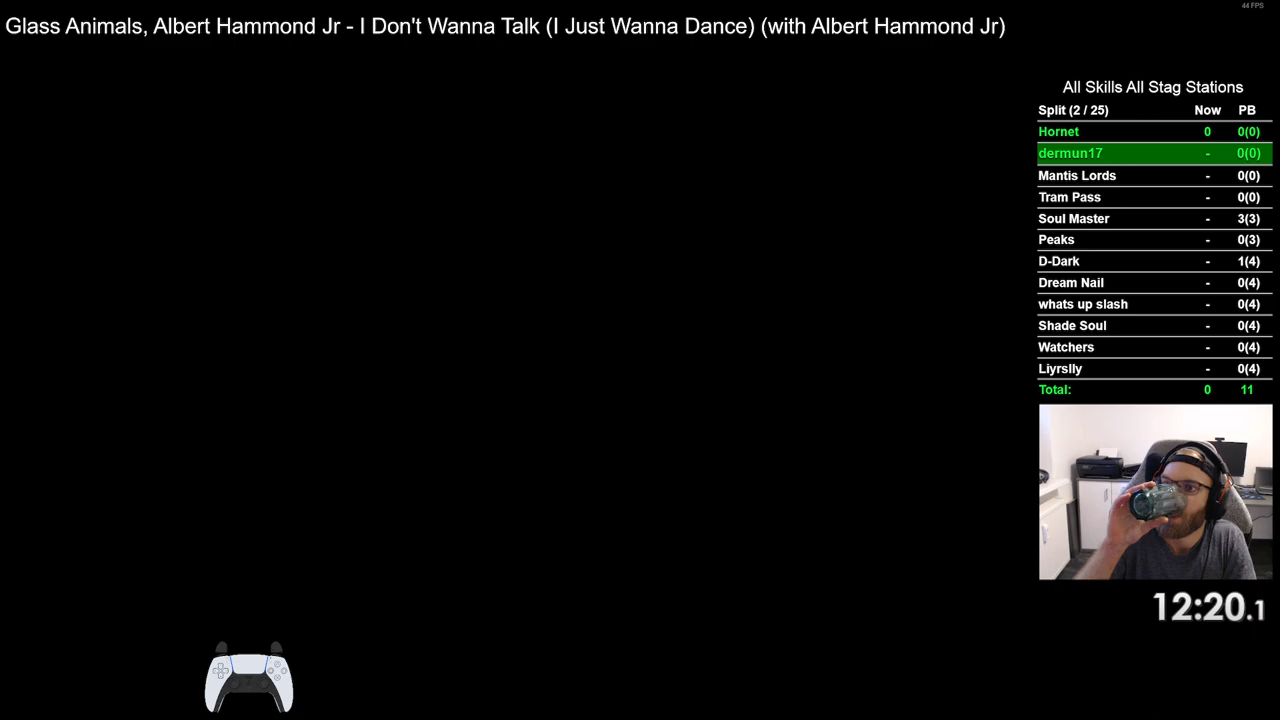 44 FPS
Glass Animals, Albert Hammond Jr - I Don't Wanna Talk (I Just Wanna Dance) (with Albert Hammond Jr)
All Skills All Stag Stations
Split (2 / 25) Now PB
Hornet 0 0(0)
dermun17 - 0(0)
Mantis Lords - 0(0)
Tram Pass - 0(0)
Soul Master - 3(3)
Peaks - 0(3)
D-Dark - 1(4)
Dream Nail - 0(4)
whats up slash - 0(4)
Shade Soul - 0(4)
Watchers - 0(4)
Liyrslly - 0(4)
Total: 0 11
12:20.1